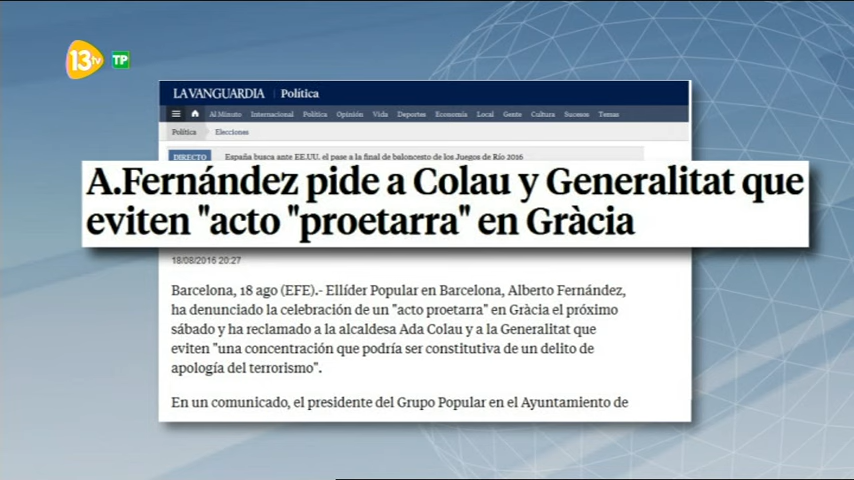 13tv
TP
LA VANGUARDIA | Política
Al Minuto Internacional Política Opinión Vida Deportes Economía Local Gente Cultura Sucesos Temas
Política Elecciones
DIRECTO España busca ante EE.UU. el pase a la final de baloncesto de los Juegos de Río 2016
A.Fernández pide a Colau y Generalitat que
eviten "acto "proetarra" en Gràcia
18/08/2016 20:27
Barcelona, 18 ago (EFE).- Ellíder Popular en Barcelona, Alberto Fernández,
ha denunciado la celebración de un "acto proetarra" en Gràcia el próximo
sábado y ha reclamado a la alcaldesa Ada Colau y a la Generalitat que
eviten "una concentración que podría ser constitutiva de un delito de
apología del terrorismo".
En un comunicado, el presidente del Grupo Popular en el Ayuntamiento de